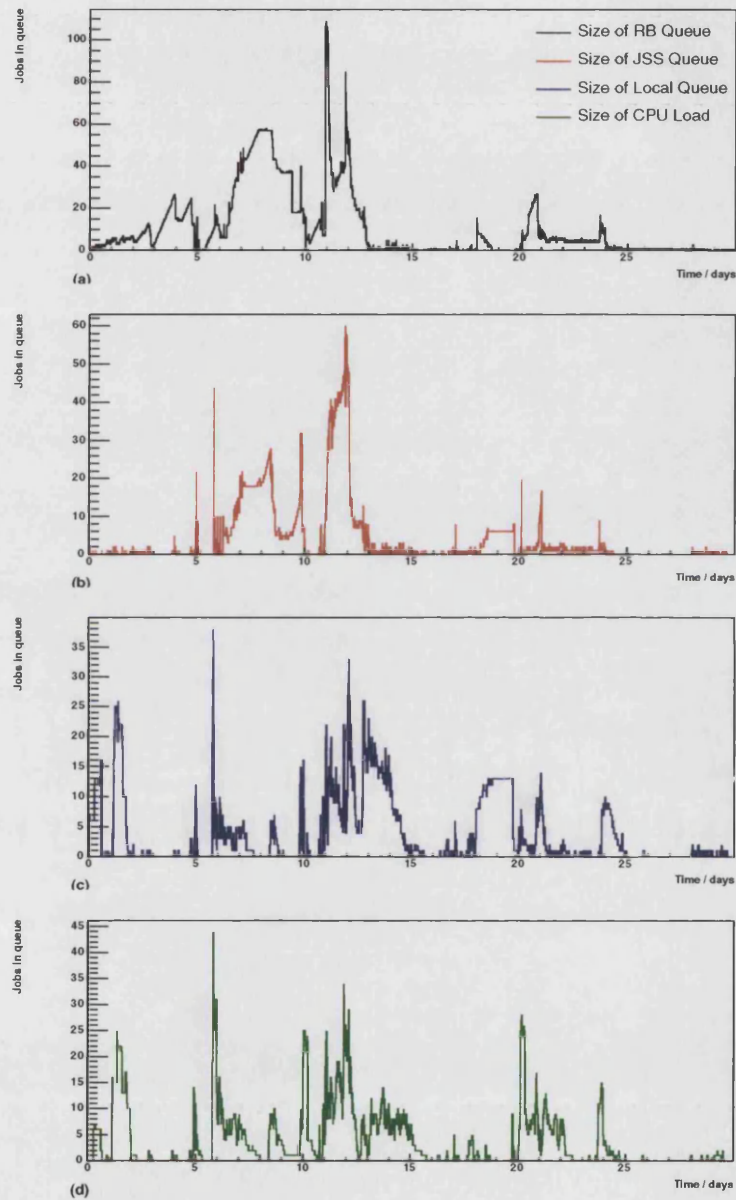 Jobs in queue
Size of RB Queue
Size of JSS Queue
Size of Local Queue
Size of CPU Load
100
80
60
40
20
0
0 5 10 15 20 25
Time / days
(a)
Jobs in queue
60
50
40
30
20
10
0
0 5 10 15 20 25
Time / days
(b)
Jobs in queue
35
30
25
20
15
10
5
0
0 5 10 15 20 25
Time / days
(c)
Jobs in queue
45
40
35
30
25
20
15
10
5
0
0 5 10 15 20 25
Time / days
(d)